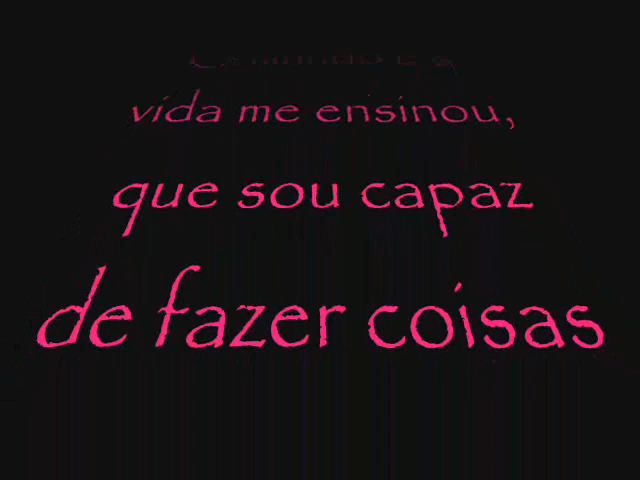 vida me ensinou,
que sou capaz
de fazer coisas